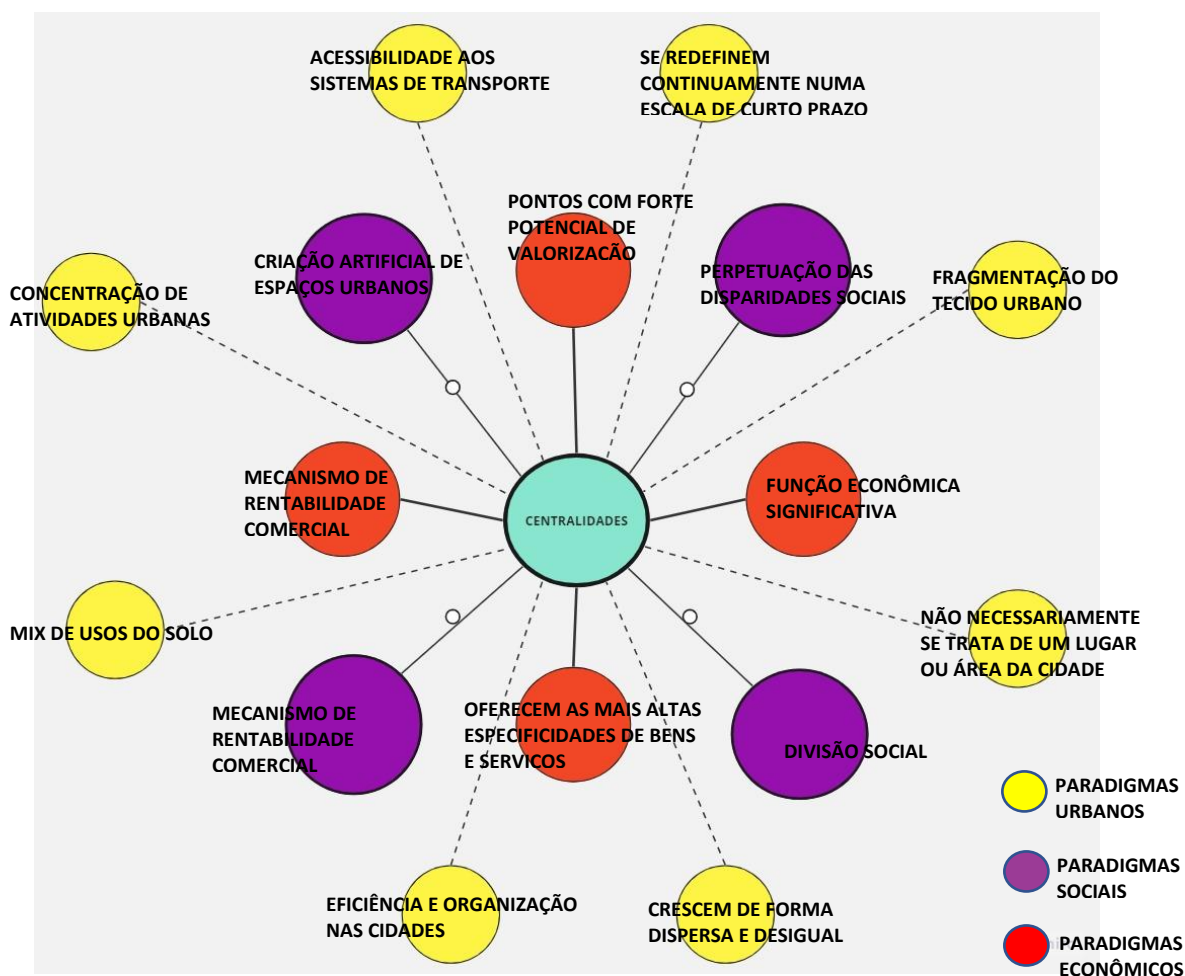 ACESSIBILIDADE AOS
SISTEMAS DE TRANSPORTE
SE REDEFINEM
CONTINUAMENTE NUMA
ESCALA DE CURTO PRAZO
PONTOS COM FORTE
POTENCIAL DE
VALORIZACÃO
CRIAÇÃO ARTIFICIAL DE
ESPAÇOS URBANOS
PERPETUAÇÃO DAS
DISPARIDADES SOCIAIS
FRAGMENTAÇÃO DO
TECIDO URBANO
CONCENTRAÇÃO DE
ATIVIDADES URBANAS
MECANISMO DE
RENTABILIDADE
COMERCIAL
FUNÇÃO ECONÔMICA
SIGNIFICATIVA
CENTRALIDADES
MIX DE USOS DO SOLO
NÃO NECESSARIAMENTE
SE TRATA DE UM LUGAR
OU ÁREA DA CIDADE
MECANISMO DE
RENTABILIDADE
COMERCIAL
OFERECEM AS MAIS ALTAS
ESPECIFICIDADES DE BENS
E SERVICOS
DIVISÃO SOCIAL
PARADIGMAS
URBANOS
PARADIGMAS
SOCIAIS
EFICIÊNCIA E ORGANIZAÇÃO
NAS CIDADES
CRESCEM DE FORMA
DISPERSA E DESIGUAL
PARADIGMAS
ECONÔMICOS